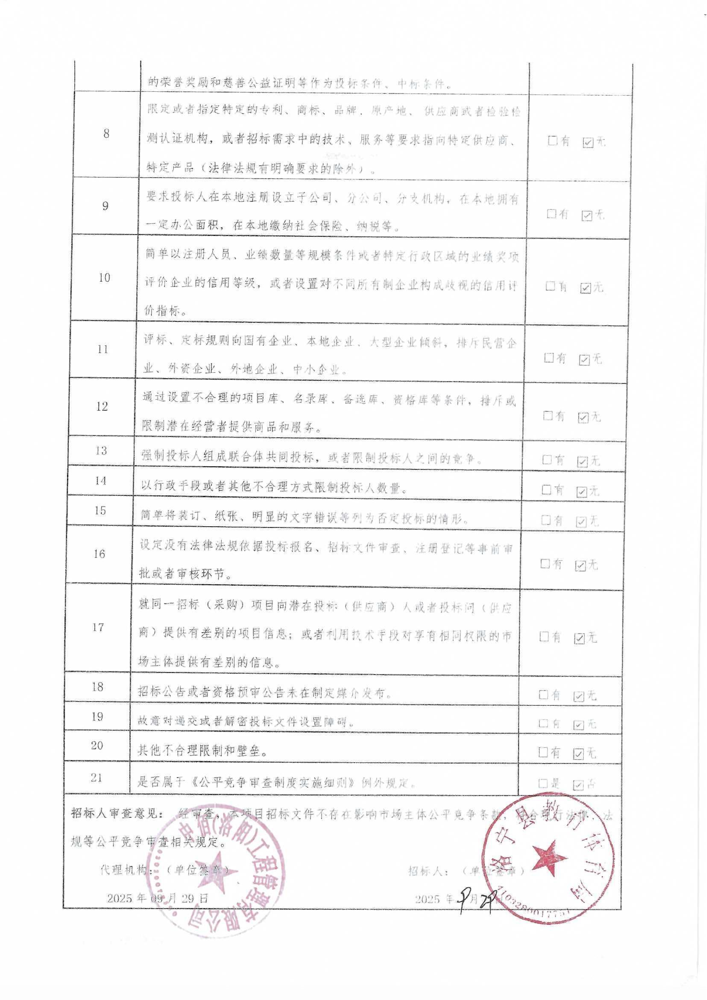 的荣誉奖励和慈善公益证明等作为投标条件、中标条件。
8
限定或者指定特定的专利、商标、品牌、原产地、供应商或者检验检
测认证机构，或者招标需求中的技术、服务等要求指向特定供应商、
特定产品（法律法规有明确要求的除外）。
□有 ☑无
9
要求投标人在本地注册设立子公司、分公司、分支机构，在本地拥有
一定办公面积，在本地缴纳社会保险、纳税等。
□有 ☑无
10
简单以注册人员、业绩数量等规模条件或者特定行政区域的业绩奖项
评价企业的信用等级，或者设置对不同所有制企业构成歧视的信用评
价指标。
□有 ☑无
11
评标、定标规则向国有企业、本地企业、大型企业倾斜，排斥民营企
业、外资企业、外地企业、中小企业。
□有 ☑无
12
通过设置不合理的项目库、名录库、备选库、资格库等条件，排斥或
限制潜在经营者提供商品和服务。
□有 ☑无
13
强制投标人组成联合体共同投标，或者限制投标人之间的竞争。
□有 ☑无
14
以行政手段或者其他不合理方式限制投标人数量。
□有 ☑无
15
简单将装订、纸张、明显的文字错误等列为否定投标的情形。
□有 ☑无
16
设定没有法律法规依据投标报名、招标文件审查、注册登记等事前审
批或者审核环节。
□有 ☑无
17
就同一招标（采购）项目向潜在投标（供应商）人或者投标问（供应
商）提供有差别的项目信息；或者利用技术手段对享有相同权限的市
场主体提供有差别的信息。
□有 ☑无
18
招标公告或者资格预审公告未在制定媒介发布。
□有 ☑无
19
故意对递交或者解密投标文件设置障碍。
□有 ☑无
20
其他不合理限制和壁垒。
□有 ☑无
21
是否属于《公平竞争审查制度实施细则》例外规定。
□是 ☑否
招标人审查意见： 经审查，本项目招标文件不存在影响市场主体公平竞争条款，符合现行法律、法
规等公平竞争审查相关规定。
代理机构：（单位签章）
招标人：（单位签章）
2025 年 09 月 29 日
2025 年 9 月 29 日
(洛阳)工程管理有限公司
洛宁县教育体育局